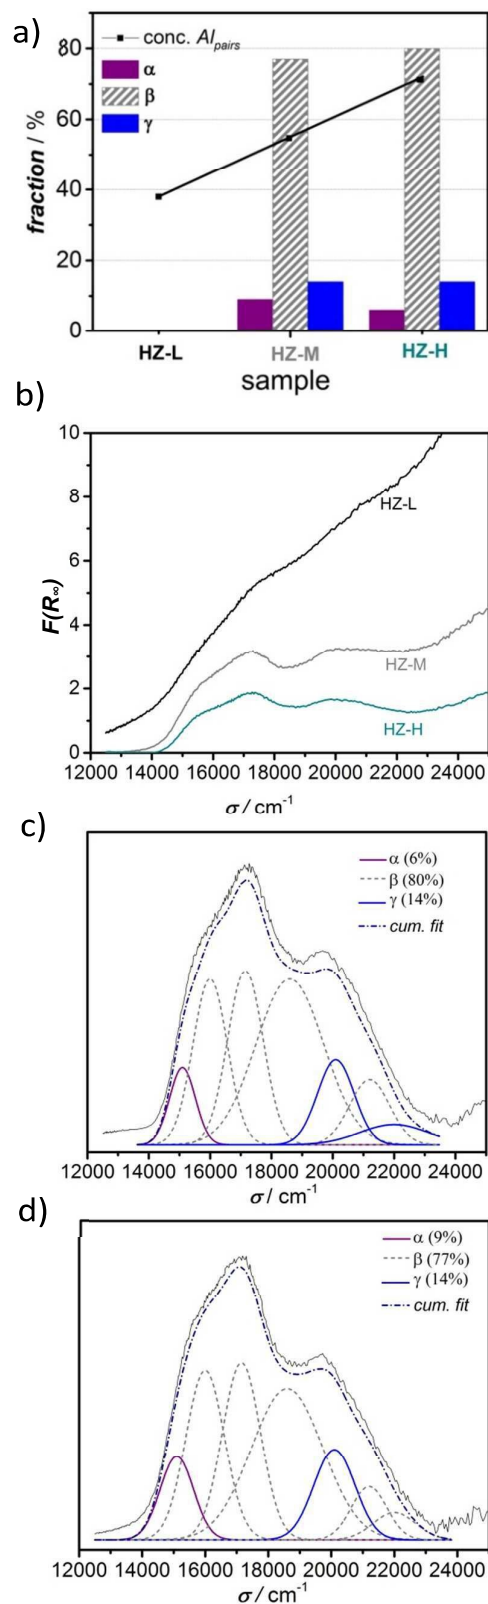 a)
conc. Al_pairs
α
β
γ
80
60
40
20
0
fraction / %
HZ-L HZ-M HZ-H
sample
b)
10
8
6
4
2
0
F(R∞)
HZ-L
HZ-M
HZ-H
12000 14000 16000 18000 20000 22000 24000
σ / cm⁻¹
c)
α (6%)
β (80%)
γ (14%)
cum. fit
12000 14000 16000 18000 20000 22000 24000
σ / cm⁻¹
d)
α (9%)
β (77%)
γ (14%)
cum. fit
12000 14000 16000 18000 20000 22000 24000
σ / cm⁻¹